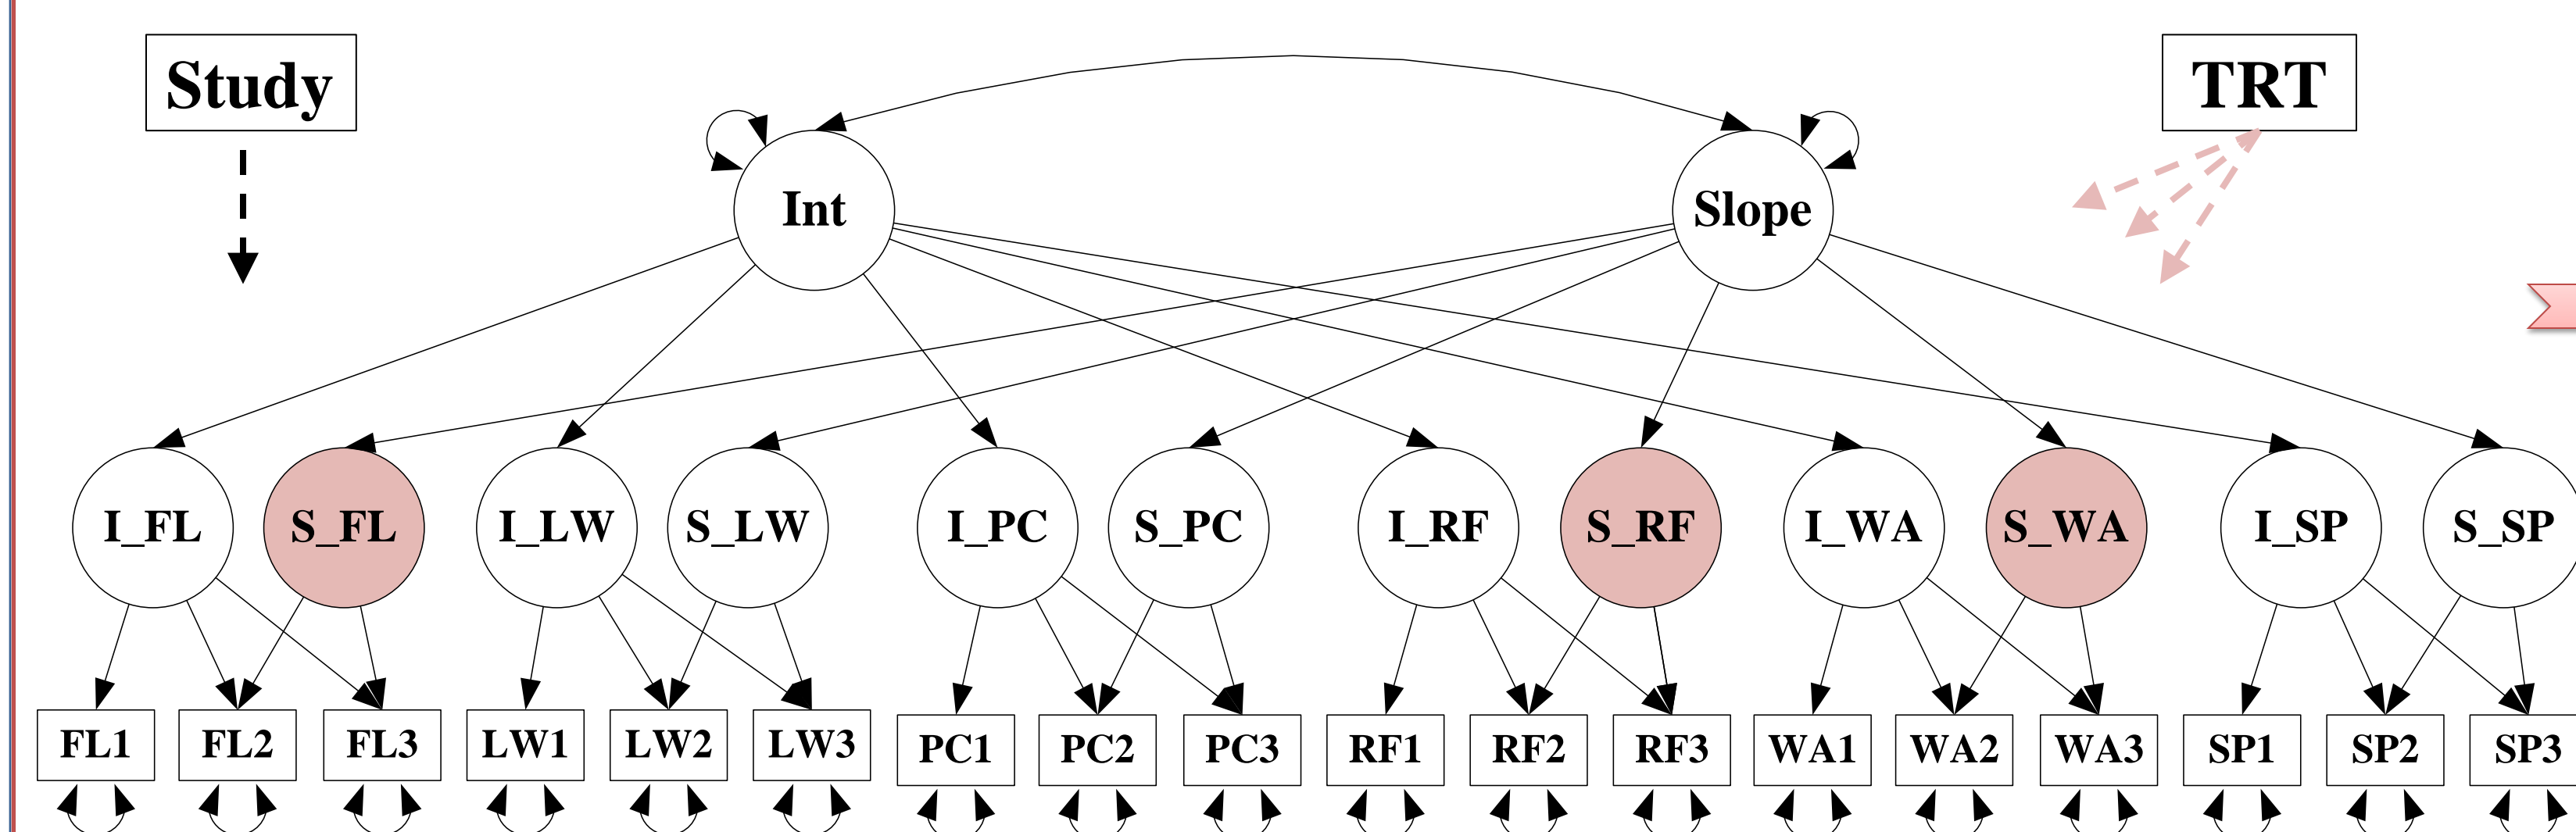 Study
TRT
Int
Slope
I_FL
S_FL
I_LW
S_LW
I_PC
S_PC
I_RF
S_RF
I_WA
S_WA
I_SP
S_SP
FL1
FL2
FL3
LW1
LW2
LW3
PC1
PC2
PC3
RF1
RF2
RF3
WA1
WA2
WA3
SP1
SP2
SP3